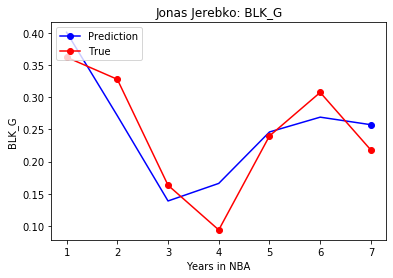 Jonas Jerebko: BLK_G
Prediction
True
0.40
0.35
0.30
0.25
0.20
0.15
0.10
BLK_G
1 2 3 4 5 6 7
Years in NBA